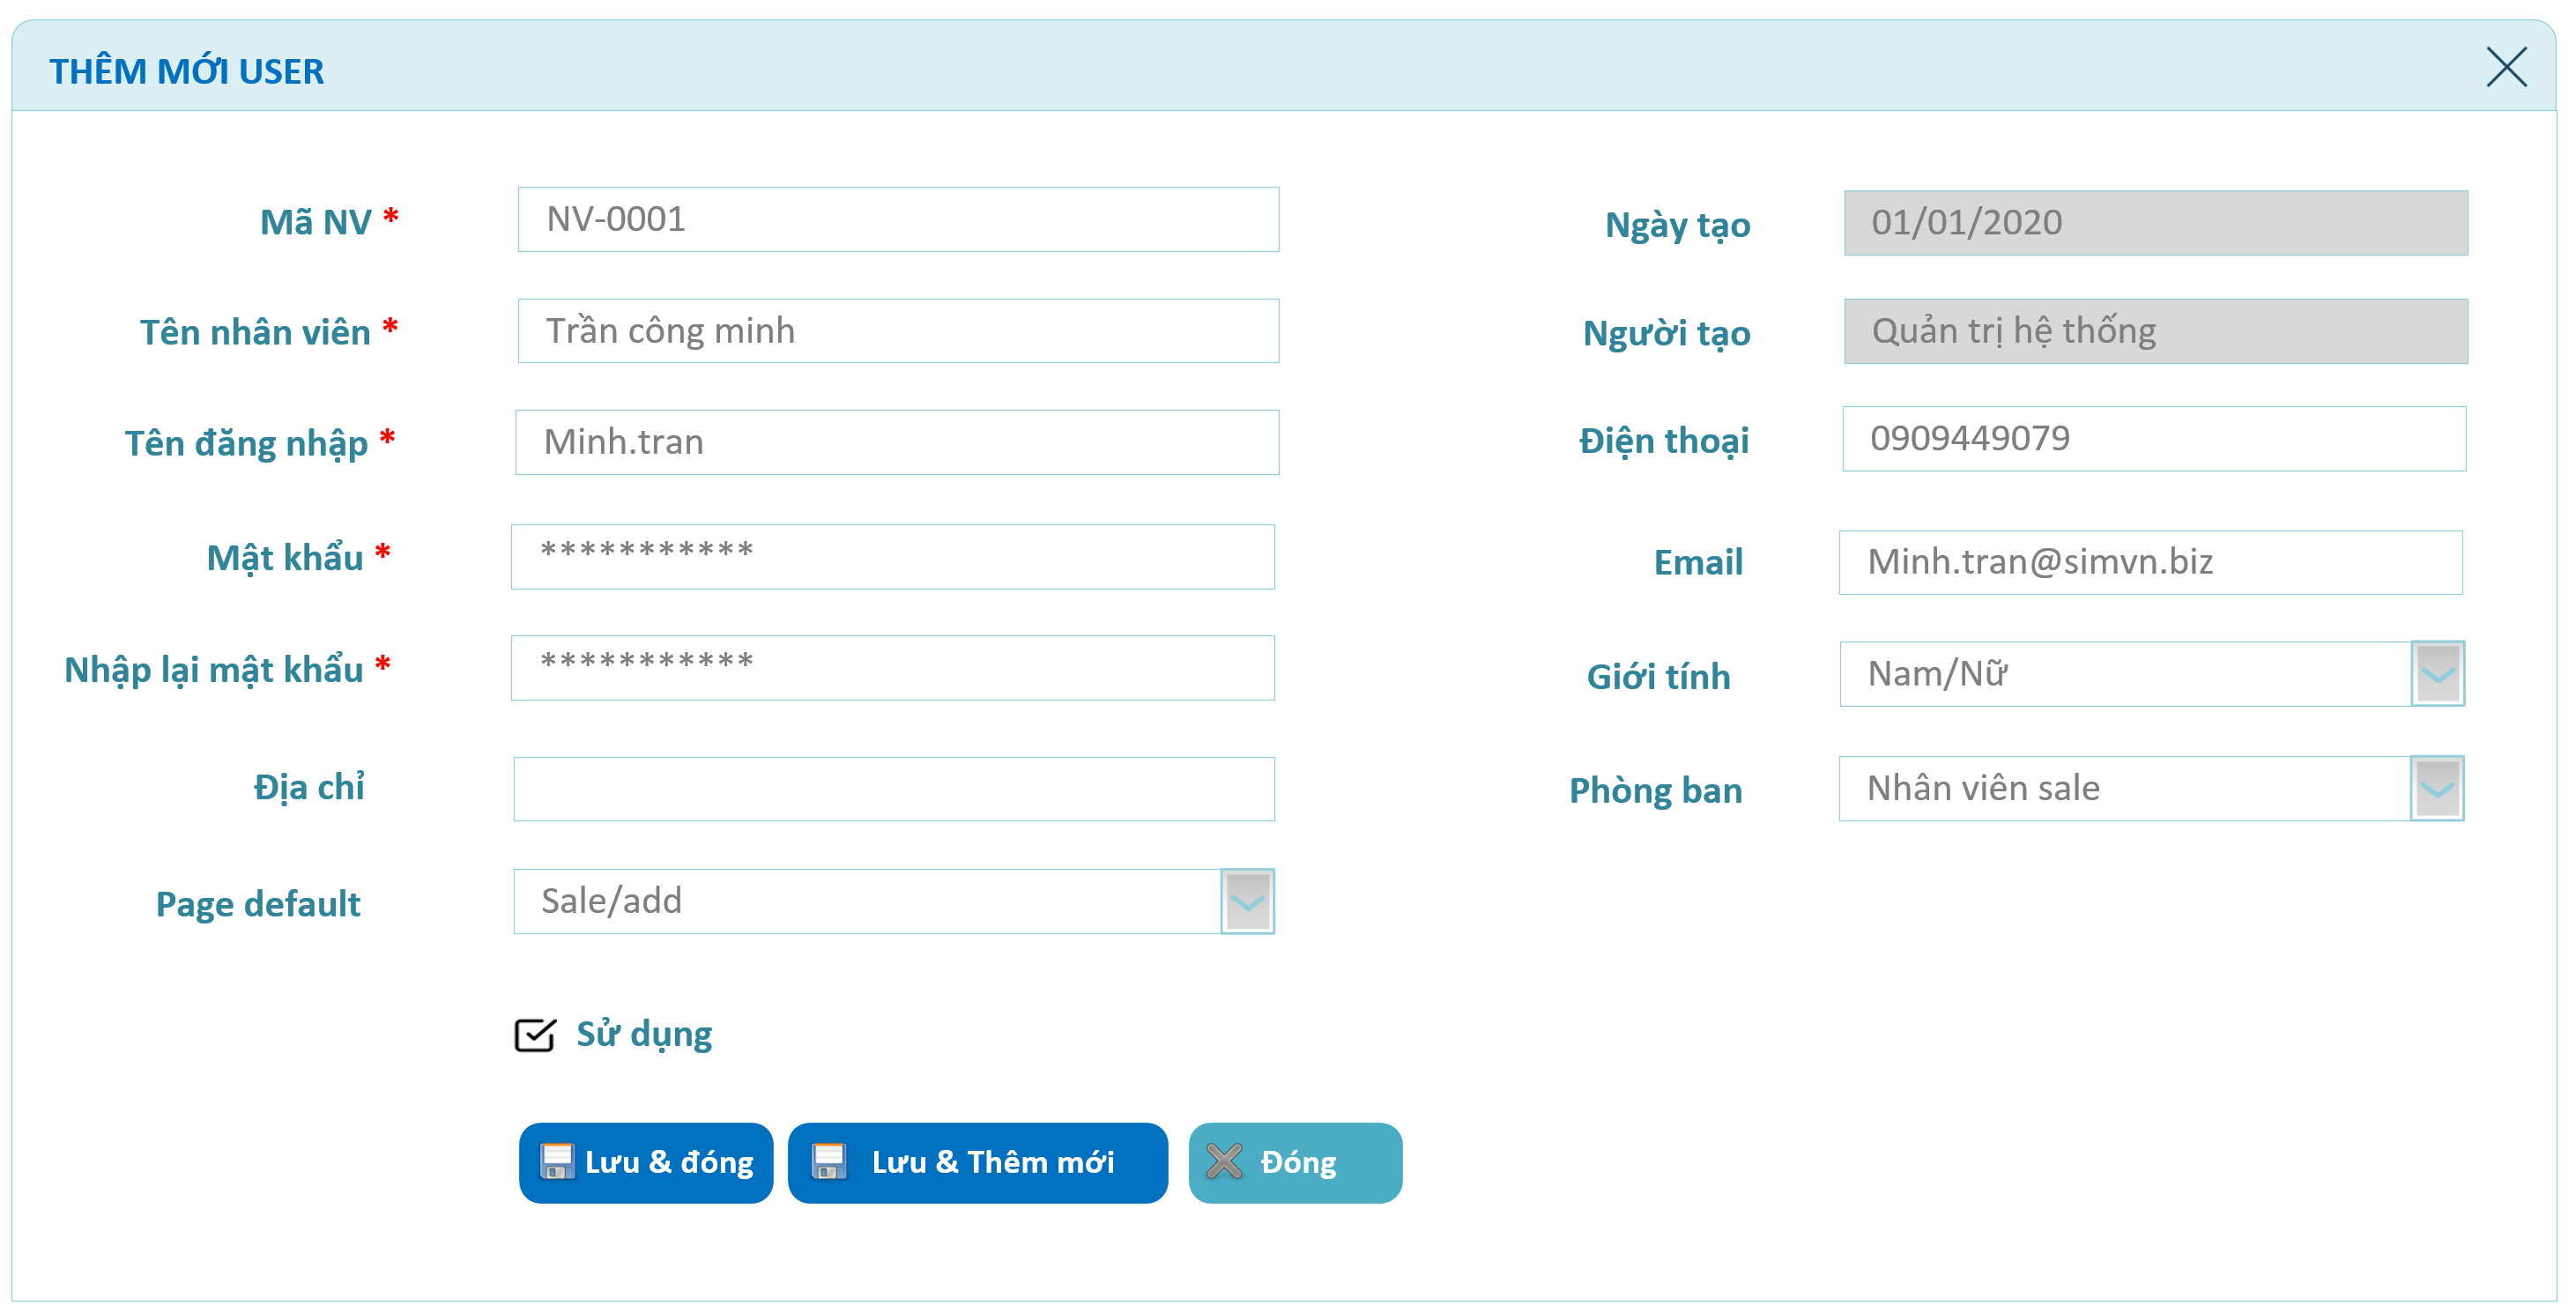 THÊM MỚI USER
Mã NV * NV-0001
Ngày tạo 01/01/2020
Tên nhân viên * Trần công minh
Người tạo Quản trị hệ thống
Tên đăng nhập * Minh.tran
Điện thoại 0909449079
Mật khẩu * ***********
Email Minh.tran@simvn.biz
Nhập lại mật khẩu * ***********
Giới tính Nam/Nữ
Địa chỉ
Phòng ban Nhân viên sale
Page default Sale/add
Sử dụng
Lưu & đóng
Lưu & Thêm mới
Đóng